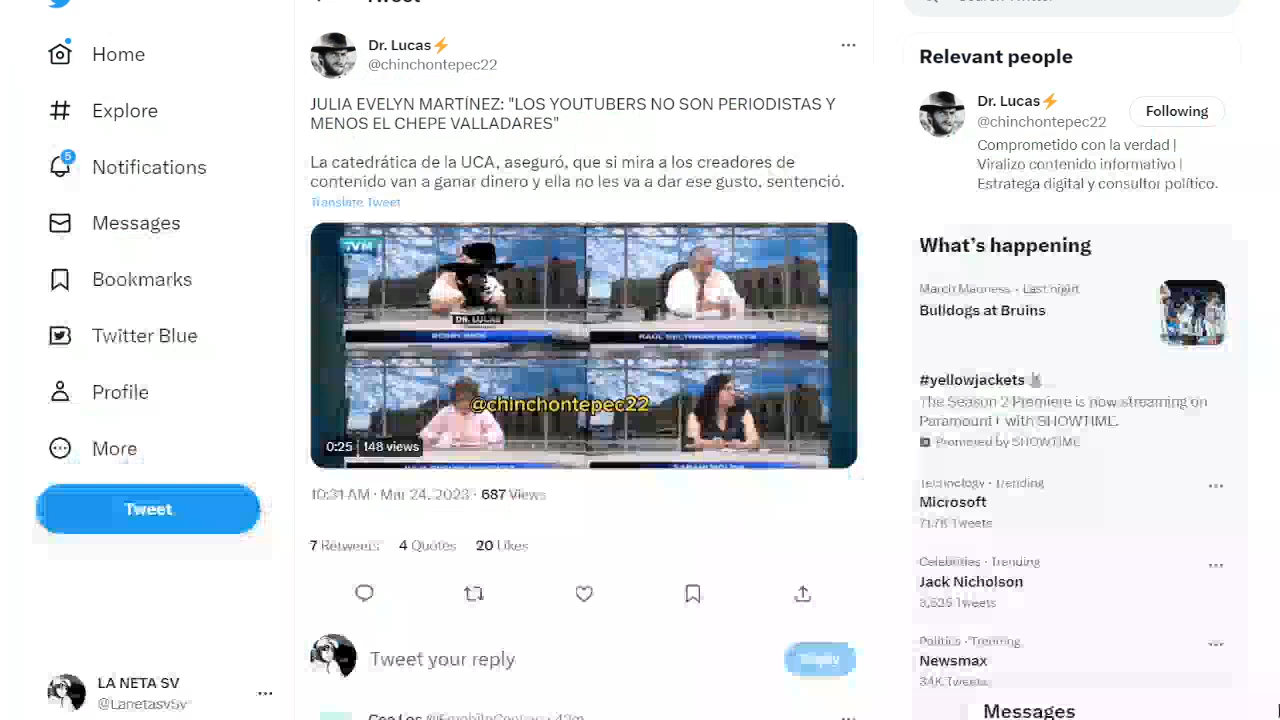 Home
Explore
5
Notifications
Messages
Bookmarks
Twitter Blue
Profile
More
Tweet
LA NETA SV
@LanetasvSv
Dr. Lucas⚡
@chinchontepec22
JULIA EVELYN MARTÍNEZ: "LOS YOUTUBERS NO SON PERIODISTAS Y
MENOS EL CHEPE VALLADARES"
La catedrática de la UCA, aseguró, que si mira a los creadores de
contenido van a ganar dinero y ella no les va a dar ese gusto, sentenció.
Translate Tweet
TVM
DR. LUCAS
@chinchontepec22
0:25 148 views
10:31 AM · Mar 24, 2023 · 687 Views
7 Retweets 4 Quotes 20 Likes
Tweet your reply
Reply
Relevant people
Dr. Lucas⚡
@chinchontepec22
Following
Comprometido con la verdad |
Viralizo contenido informativo |
Estratega digital y consultor político.
What's happening
March Madness · Last night
Bulldogs at Bruins
#yellowjackets
The Season 2 Premiere is now streaming on
Paramount+ with SHOWTIME.
Promoted by SHOWTIME
Technology · Trending
Microsoft
Tweets
Celebrities · Trending
Jack Nicholson
3,525 Tweets
Politics · Trending
Newsmax
Tweets
Messages